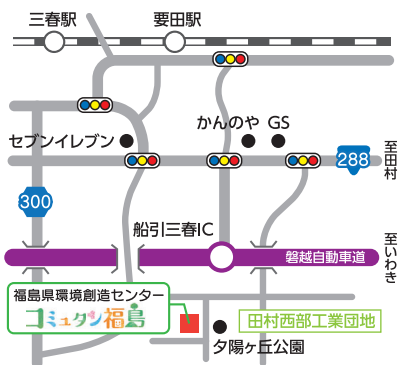 三春駅
要田駅
かんのや GS
セブンイレブン
288
至田村
300
船引三春IC
至いわき
磐越自動車道
福島県環境創造センター
コミュタン福島
田村西部工業団地
夕陽ヶ丘公園